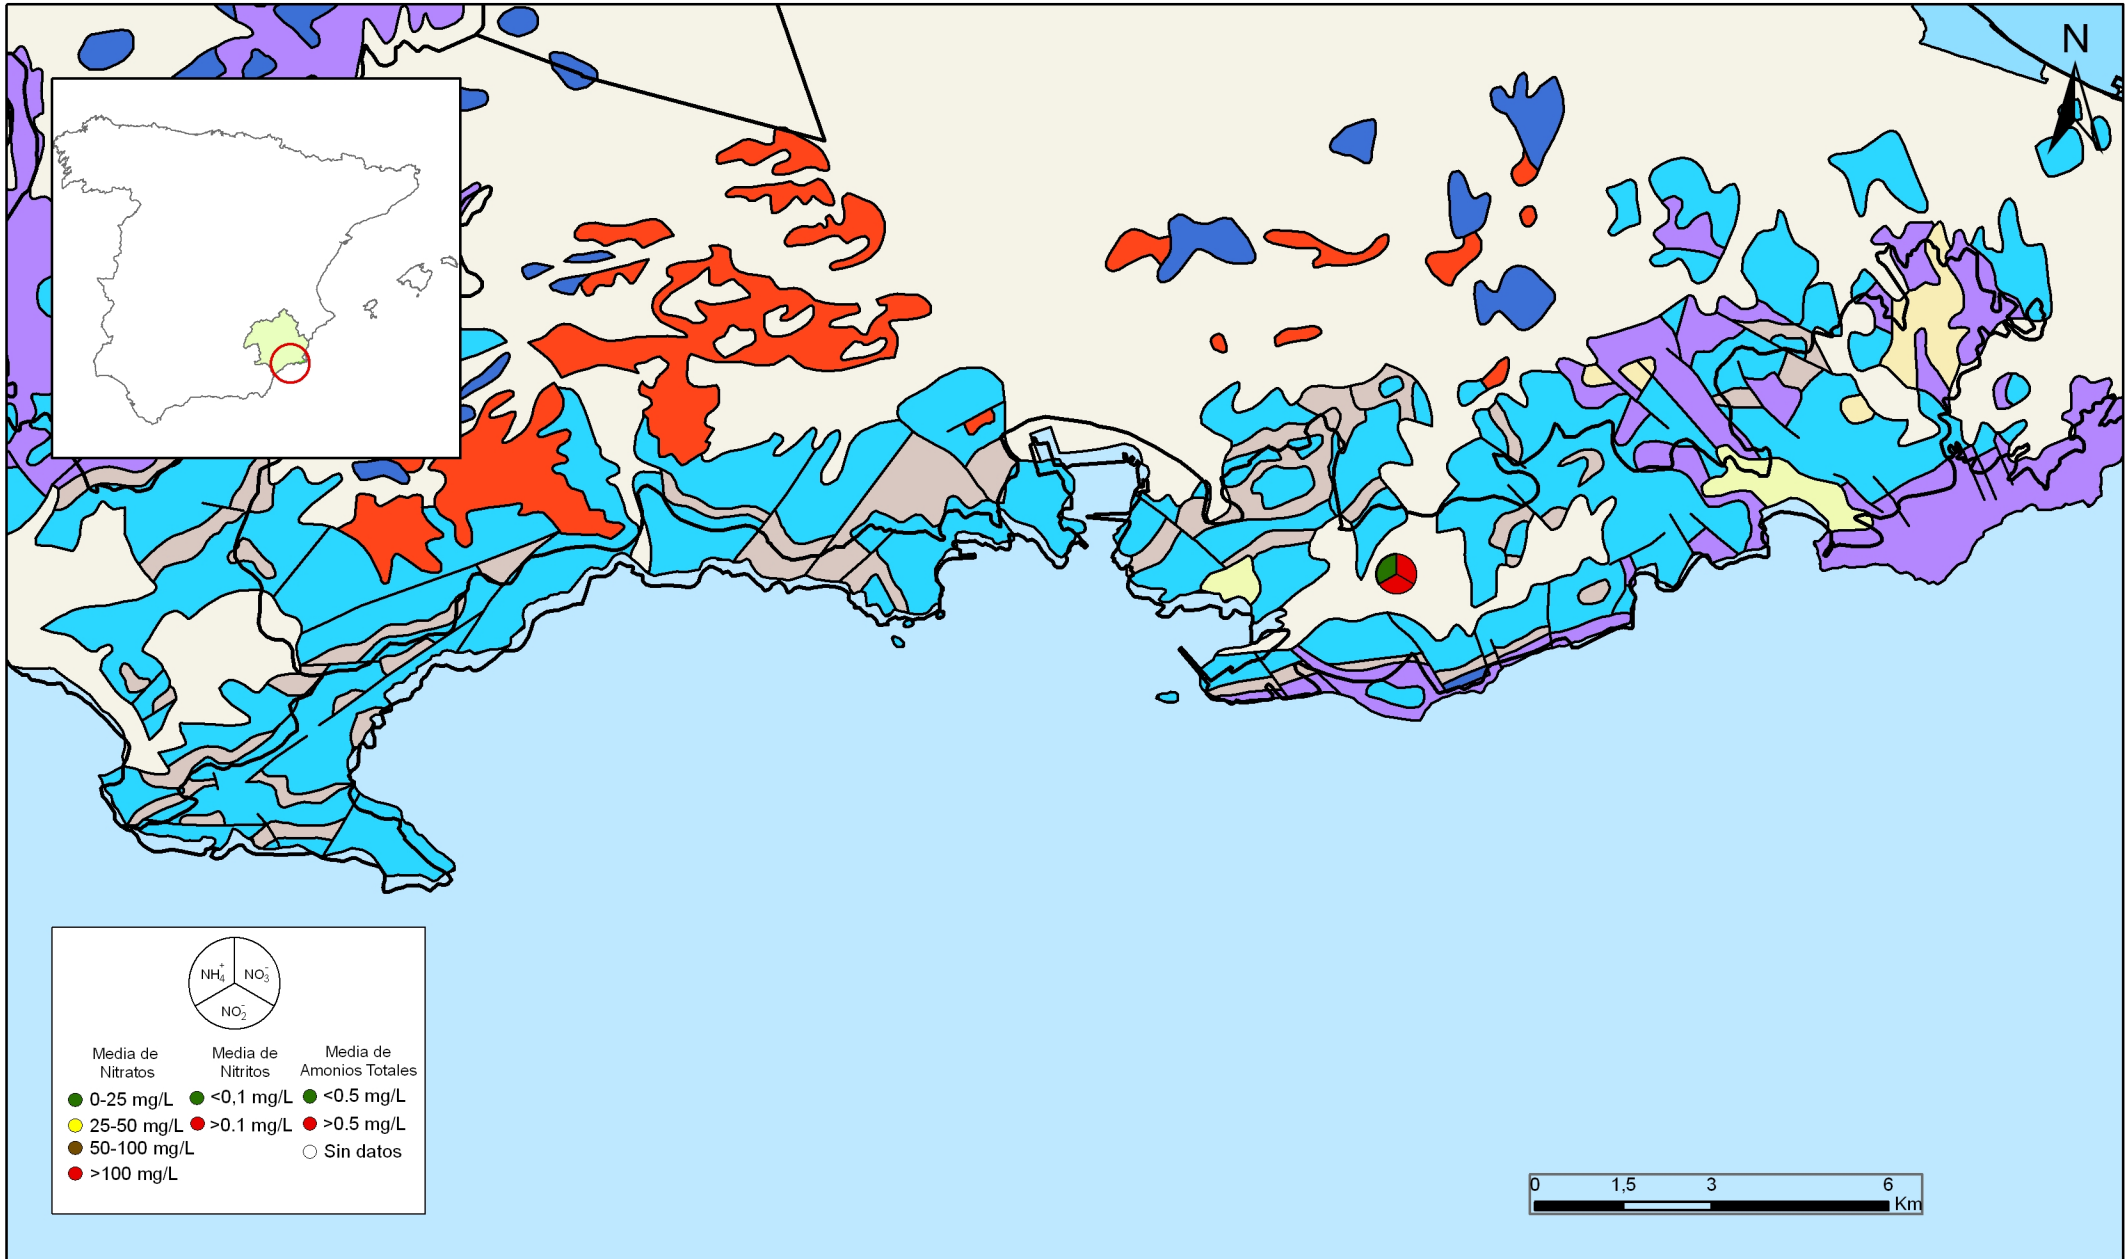 N
NH4+ NO3-
NO2-
Media de Nitratos
0-25 mg/L
25-50 mg/L
50-100 mg/L
>100 mg/L
Media de Nitritos
<0,1 mg/L
>0.1 mg/L
Media de Amonios Totales
<0.5 mg/L
>0.5 mg/L
Sin datos
0 1,5 3 6
Km